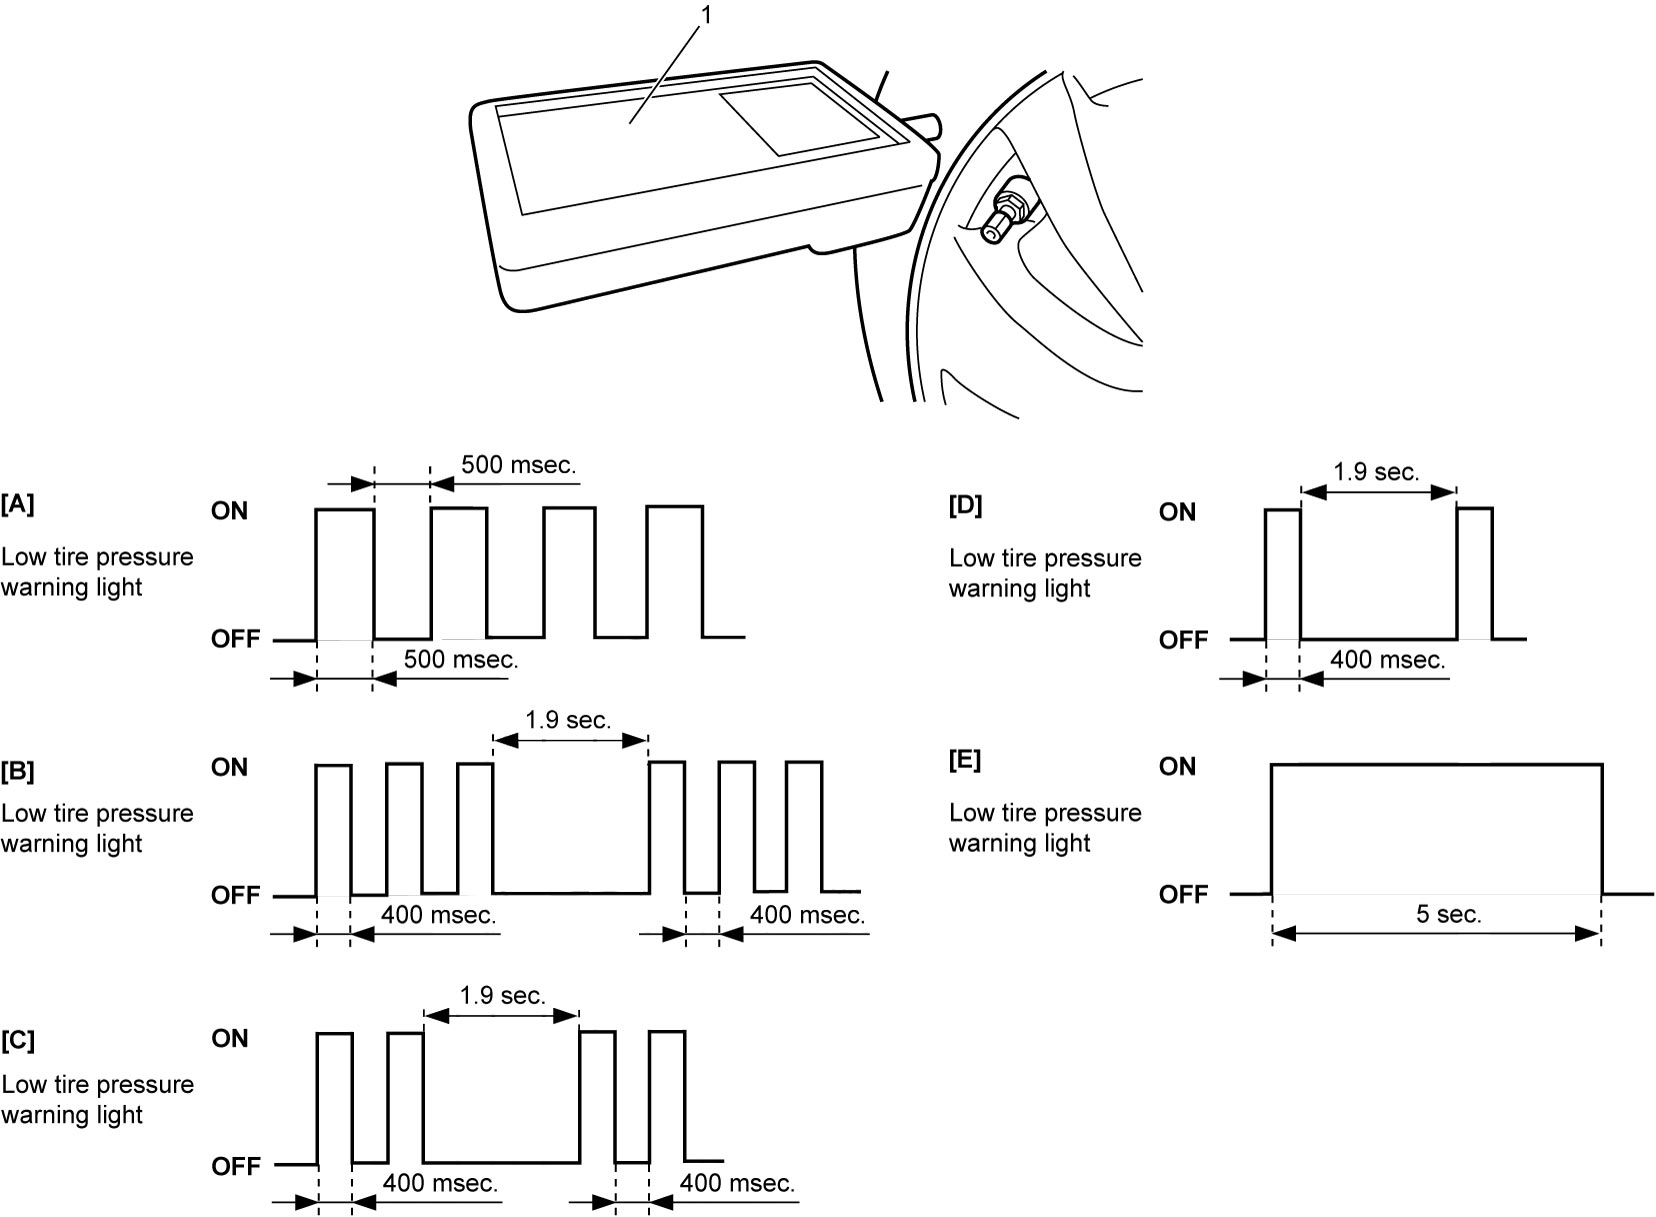 1
[A]
500 msec.
ON
Low tire pressure
warning light
OFF
500 msec.
[B]
1.9 sec.
ON
Low tire pressure
warning light
OFF
400 msec.
400 msec.
[C]
1.9 sec.
ON
Low tire pressure
warning light
OFF
400 msec.
400 msec.
[D]
1.9 sec.
ON
Low tire pressure
warning light
OFF
400 msec.
[E]
ON
Low tire pressure
warning light
OFF
5 sec.